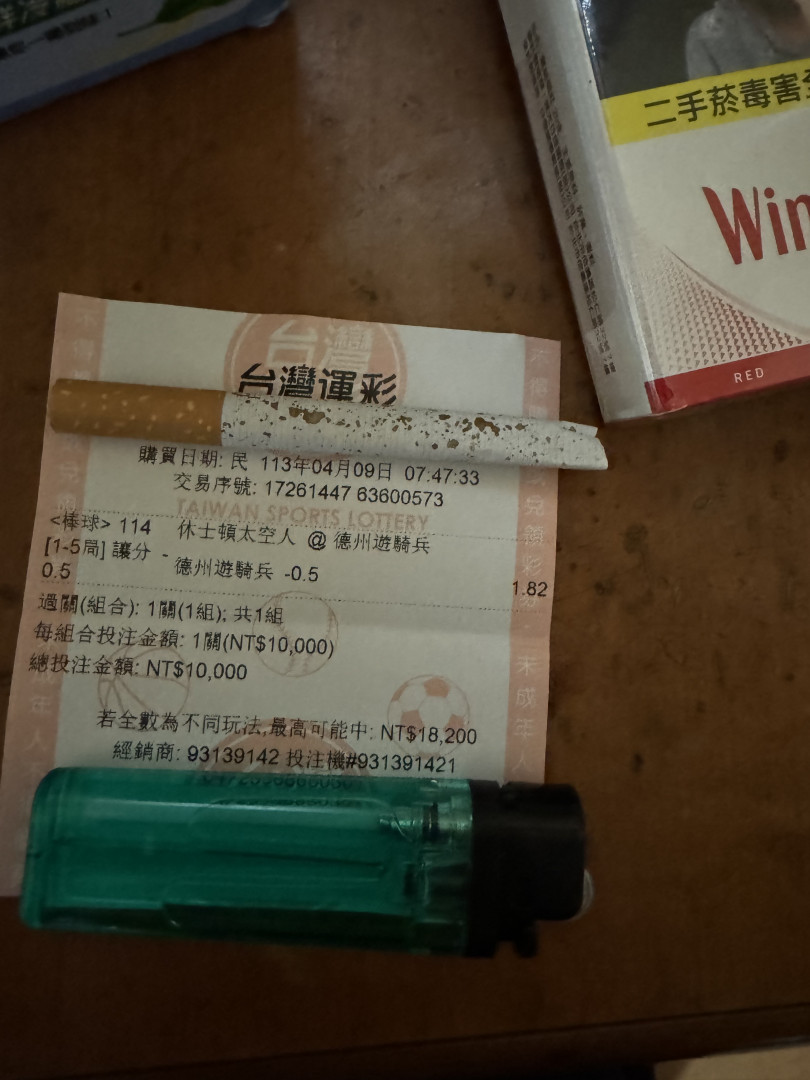 二手菸毒害
Win
RED
台灣
台灣運彩
購買日期: 民 113年04月09日 07:47:33
交易序號: 17261447 63600573
TAIWAN SPORTS LOTTERY
<棒球> 114 休士頓太空人 @ 德州遊騎兵
[1-5局] 讓分 - 德州遊騎兵 -0.5
0.5 1.82
過關(組合): 1關(1組); 共1組
每組合投注金額: 1關(NT$10,000)
總投注金額: NT$10,000
若全數為不同玩法,最高可能中: NT$18,200
經銷商: 93139142 投注機#931391421
未成年人